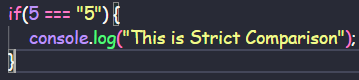 if(5 === "5") {
console.log("This is Strict Comparison");
}